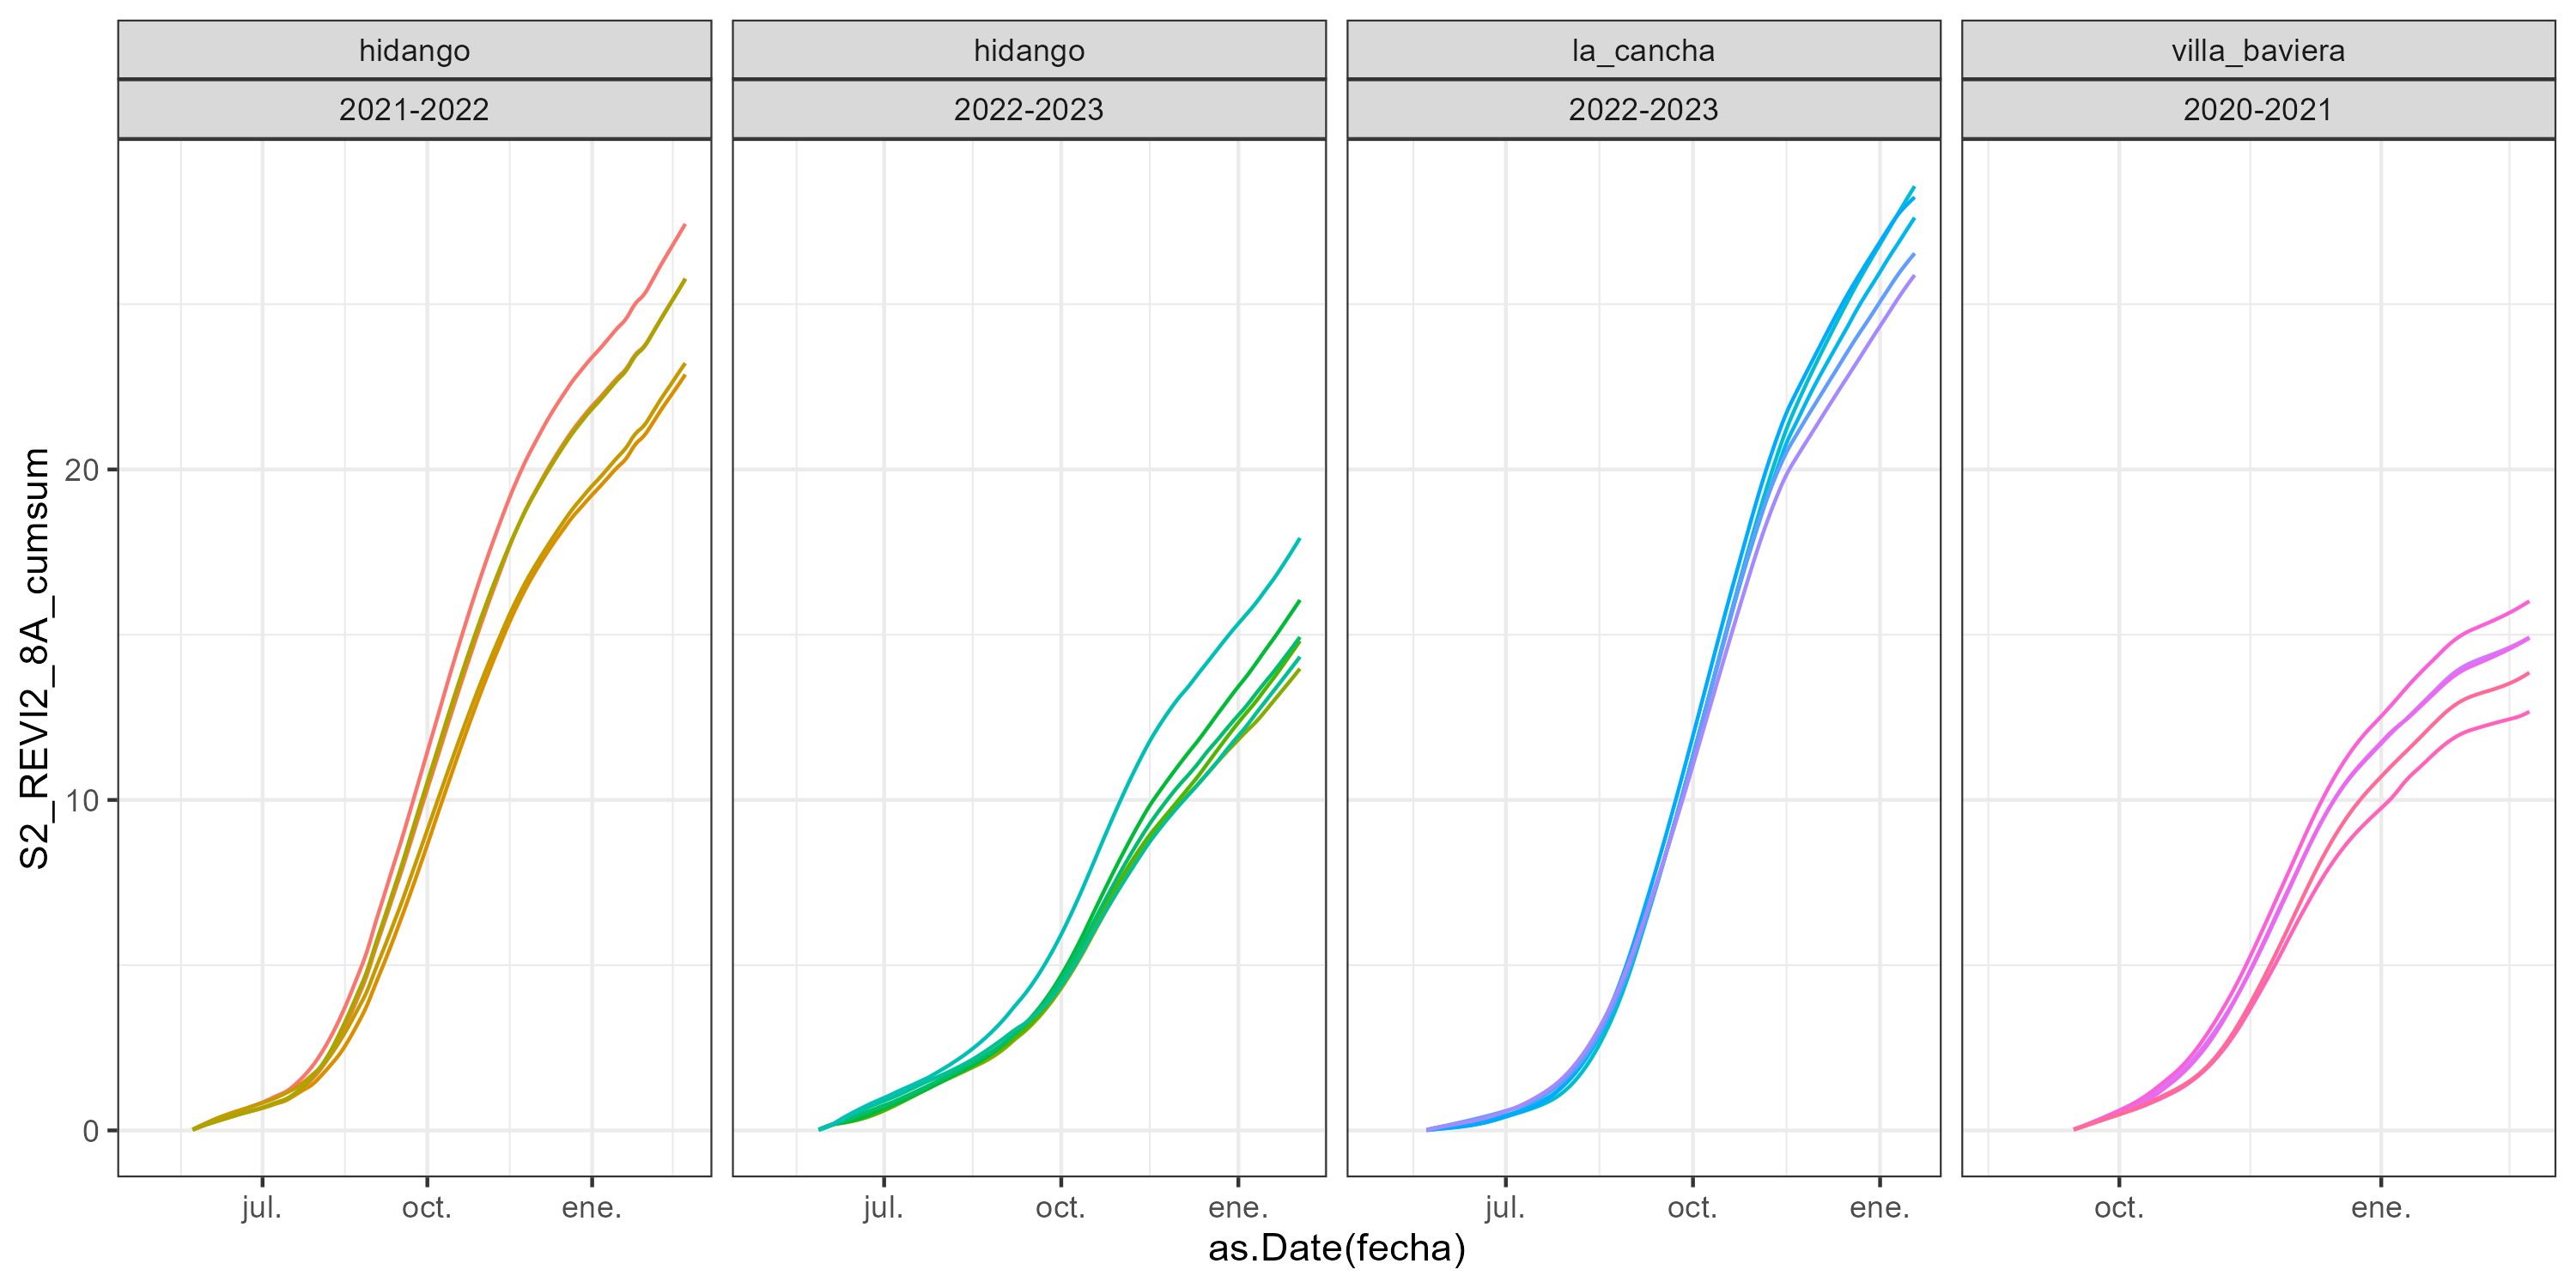 hidango hidango la_cancha villa_baviera
2021-2022 2022-2023 2022-2023 2020-2021
S2_REVI2_8A_cumsum
20
10
0
jul. oct. ene. jul. oct. ene. jul. oct. ene. oct. ene.
as.Date(fecha)